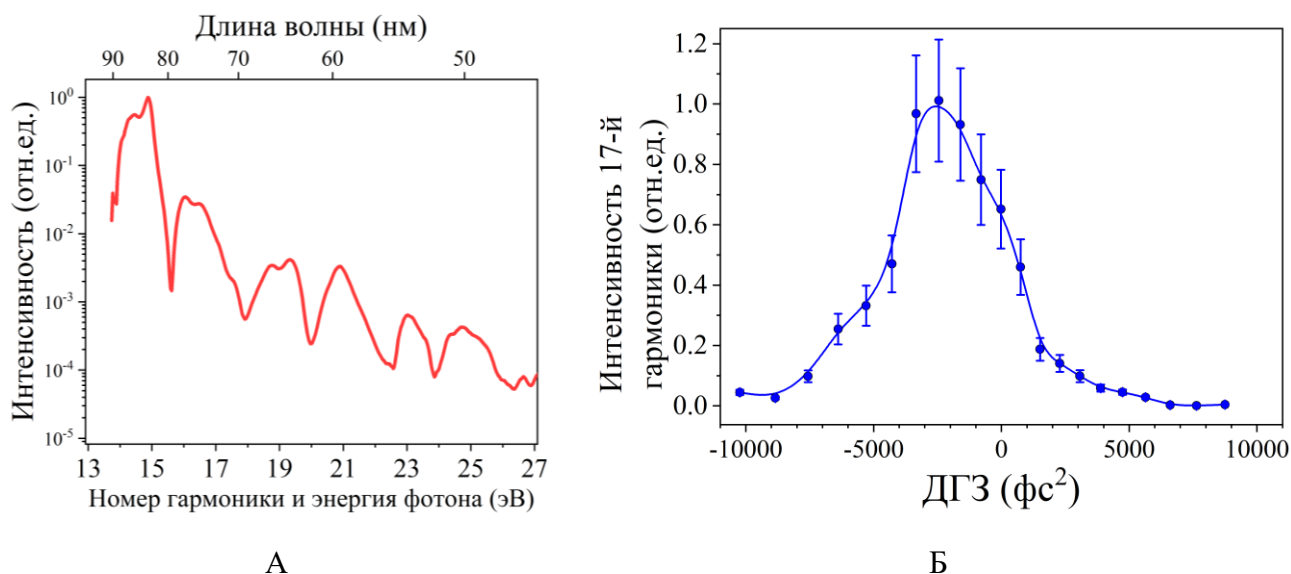 Длина волны (нм)
90 80 70 60 50
Интенсивность (отн.ед.)
10⁰
10⁻¹
10⁻²
10⁻³
10⁻⁴
10⁻⁵
13 15 17 19 21 23 25 27
Номер гармоники и энергия фотона (эВ)
А
Интенсивность 17-й
гармоники (отн.ед.)
1.2
1.0
0.8
0.6
0.4
0.2
0.0
-10000 -5000 0 5000 10000
ДГЗ (фс²)
Б